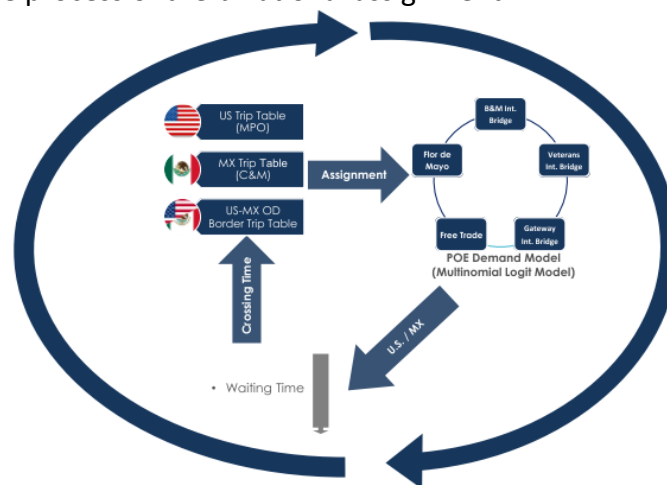 US Trip Table
(MPO)
MX Trip Table
(C&M)
US-MX OD
Border Trip Table
Assignment
B&M Int.
Bridge
Flor de
Mayo
Veterans
Int. Bridge
Free Trade
Gateway
Int. Bridge
POE Demand Model
(Multinomial Logit Model)
Crossing Time
U.S. / MX
• Waiting Time